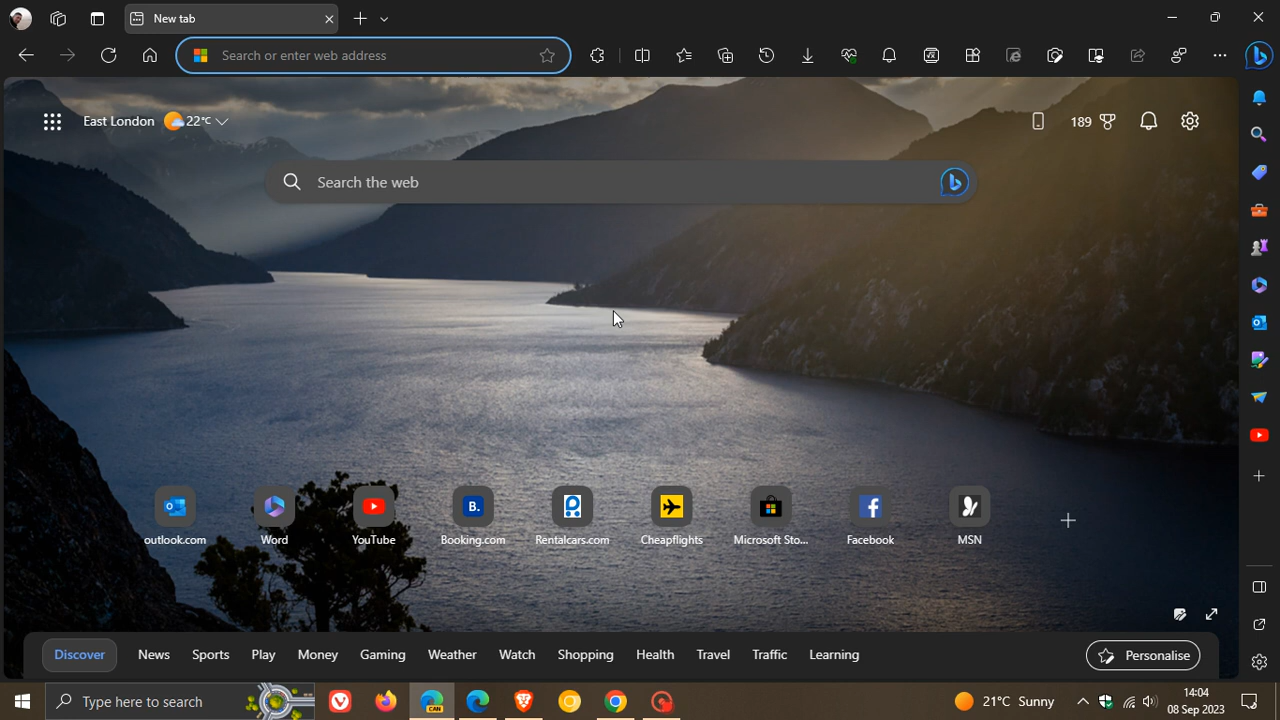 New tab
Search or enter web address
East London 22°C
189
Search the web
outlook.com
Word
YouTube
B.
Booking.com
Rentalcars.com
Cheapflights
Microsoft Sto...
Facebook
MSN
Discover
News
Sports
Play
Money
Gaming
Weather
Watch
Shopping
Health
Travel
Traffic
Learning
Personalise
Type here to search
CAN
21°C Sunny
14:04
08 Sep 2023